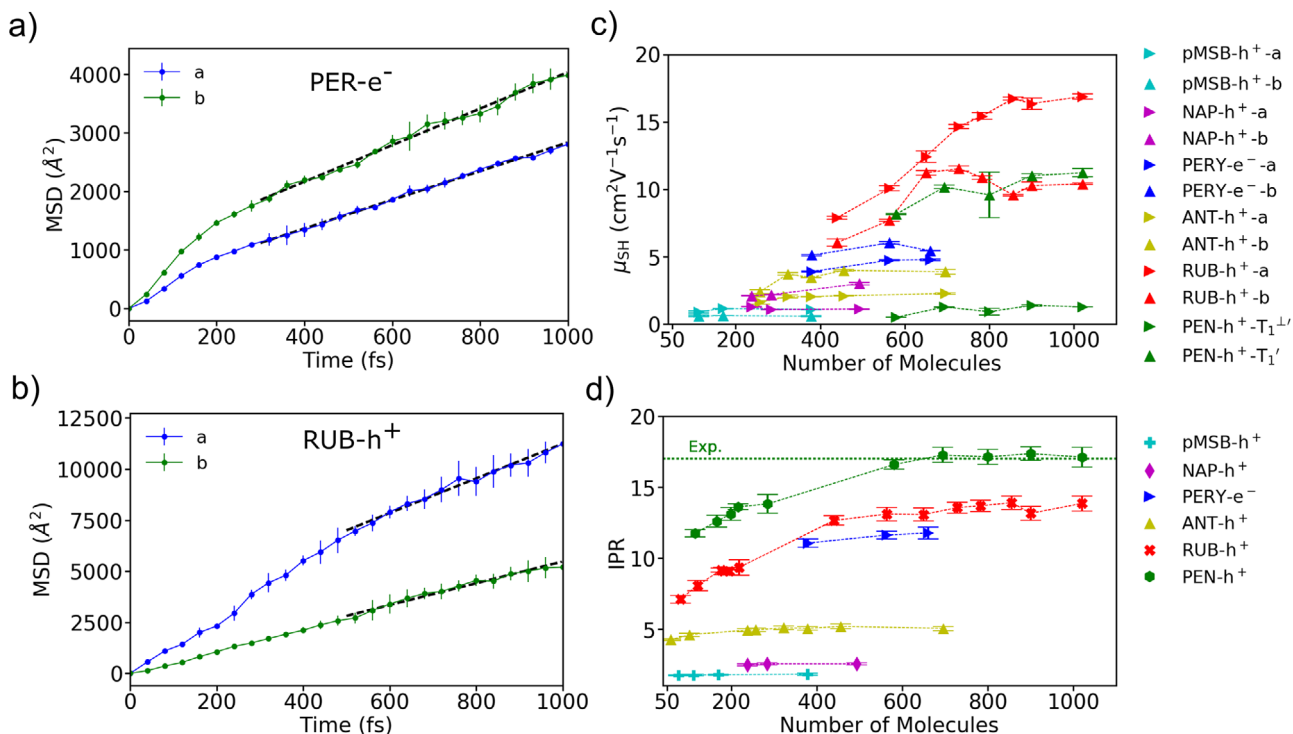 a)
PER-e⁻
a
b
4000
3000
2000
1000
0
MSD (Å²)
0 200 400 600 800 1000
Time (fs)
b)
RUB-h⁺
a
b
12500
10000
7500
5000
2500
0
MSD (Å²)
0 200 400 600 800 1000
Time (fs)
c)
20
15
10
5
0
μSH (cm²V⁻¹s⁻¹)
50 200 400 600 800 1000
Number of Molecules
pMSB-h⁺-a
pMSB-h⁺-b
NAP-h⁺-a
NAP-h⁺-b
PERY-e⁻-a
PERY-e⁻-b
ANT-h⁺-a
ANT-h⁺-b
RUB-h⁺-a
RUB-h⁺-b
PEN-h⁺-T₁⊥′
PEN-h⁺-T₁′
d)
Exp.
20
15
10
5
IPR
50 200 400 600 800 1000
Number of Molecules
pMSB-h⁺
NAP-h⁺
PERY-e⁻
ANT-h⁺
RUB-h⁺
PEN-h⁺